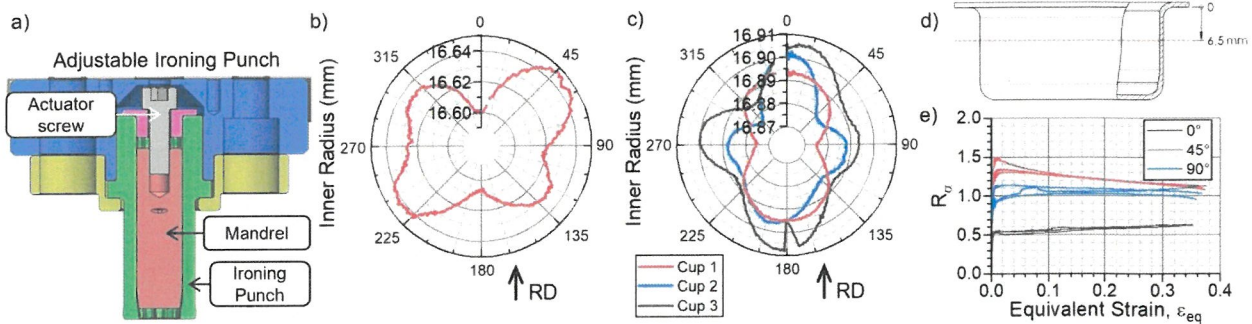 a)
Adjustable Ironing Punch
Actuator
screw
Mandrel
Ironing
Punch
b)
Inner Radius (mm)
0
45
90
135
180
225
270
315
16.64
16.62
16.60
RD
c)
Inner Radius (mm)
0
45
90
135
180
225
270
315
16.91
16.90
16.89
16.88
16.87
Cup 1
Cup 2
Cup 3
RD
d)
0
6.5 mm
e)
R_α
2.0
1.5
1.0
0.5
0.0
0.0 0.1 0.2 0.3 0.4
Equivalent Strain, ε_eq
0°
45°
90°